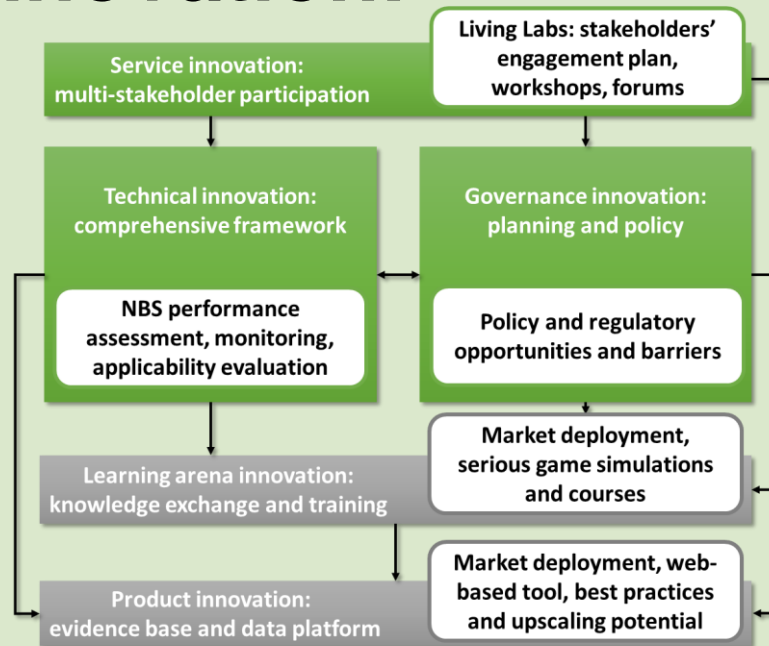 Service innovation:
multi-stakeholder participation
Living Labs: stakeholders’
engagement plan,
workshops, forums
Technical innovation:
comprehensive framework
NBS performance
assessment, monitoring,
applicability evaluation
Governance innovation:
planning and policy
Policy and regulatory
opportunities and barriers
Learning arena innovation:
knowledge exchange and training
Market deployment,
serious game simulations
and courses
Product innovation:
evidence base and data platform
Market deployment, web-
based tool, best practices
and upscaling potential